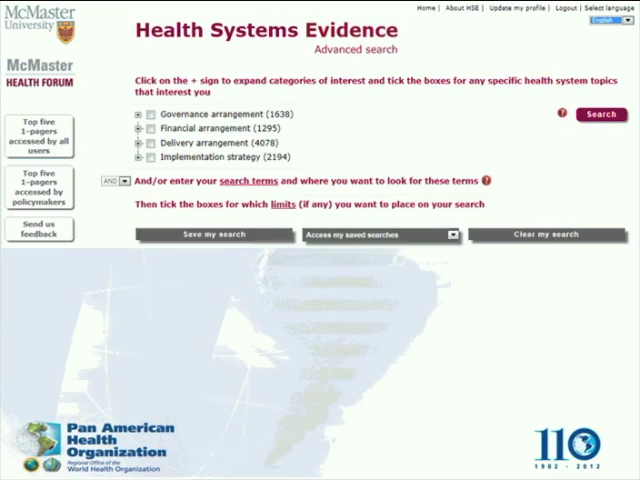 McMaster
University
Home | About HSE | Update my profile | Logout | Select language
English
Health Systems Evidence
Advanced search
McMaster
HEALTH FORUM
Click on the + sign to expand categories of interest and tick the boxes for any specific health system topics
that interest you
Governance arrangement (1638)
Financial arrangement (1295)
Delivery arrangement (4078)
Implementation strategy (2194)
? Search
Top five
1-pagers
accessed by all
users
AND And/or enter your search terms and where you want to look for these terms ?
Top five
1-pagers
accessed by
policymakers
Then tick the boxes for which limits (if any) you want to place on your search
Send us
feedback
Save my search
Access my saved searches
Clear my search
Pan American
Health
Organization
Regional Office of the
World Health Organization
110
1902 - 2012